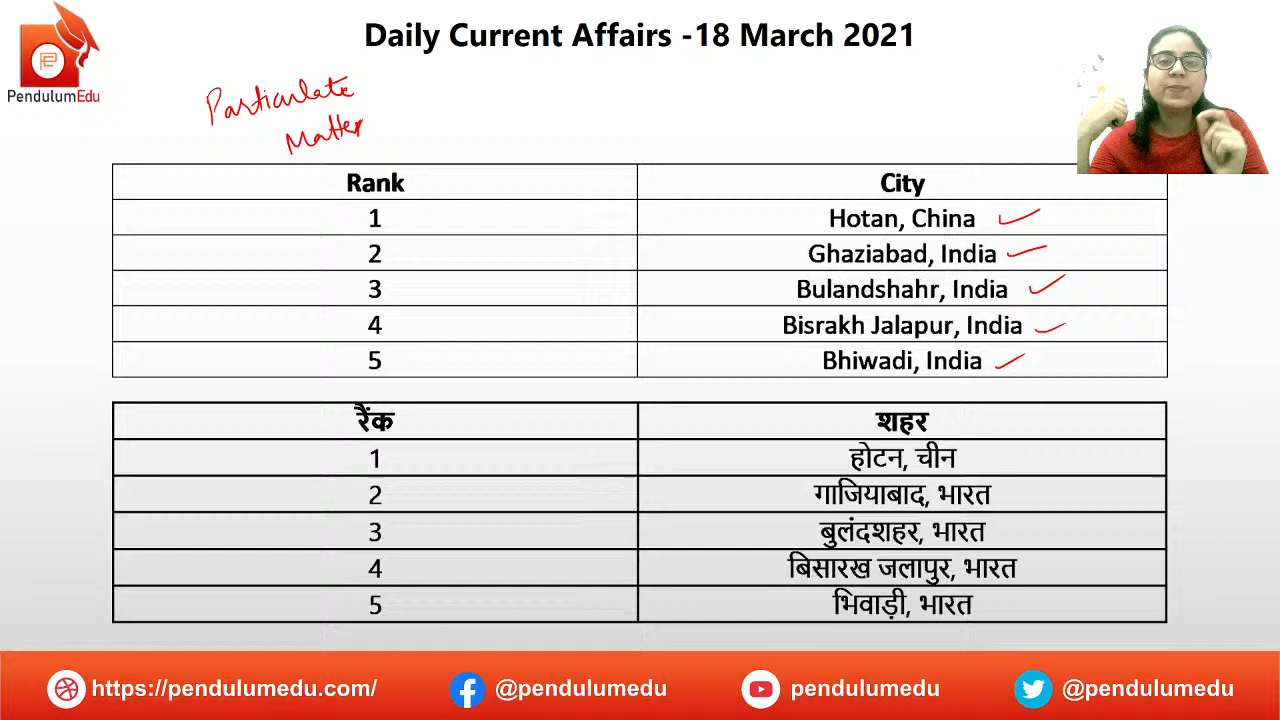 Daily Current Affairs -18 March 2021
PendulumEdu
Particulate
Matter
Rank City
1 Hotan, China
2 Ghaziabad, India
3 Bulandshahr, India
4 Bisrakh Jalapur, India
5 Bhiwadi, India
रैंक शहर
1 होटन, चीन
2 गाजियाबाद, भारत
3 बुलंदशहर, भारत
4 बिसारख जलापुर, भारत
5 भिवाड़ी, भारत
https://pendulumedu.com/ @pendulumedu pendulumedu @pendulumedu